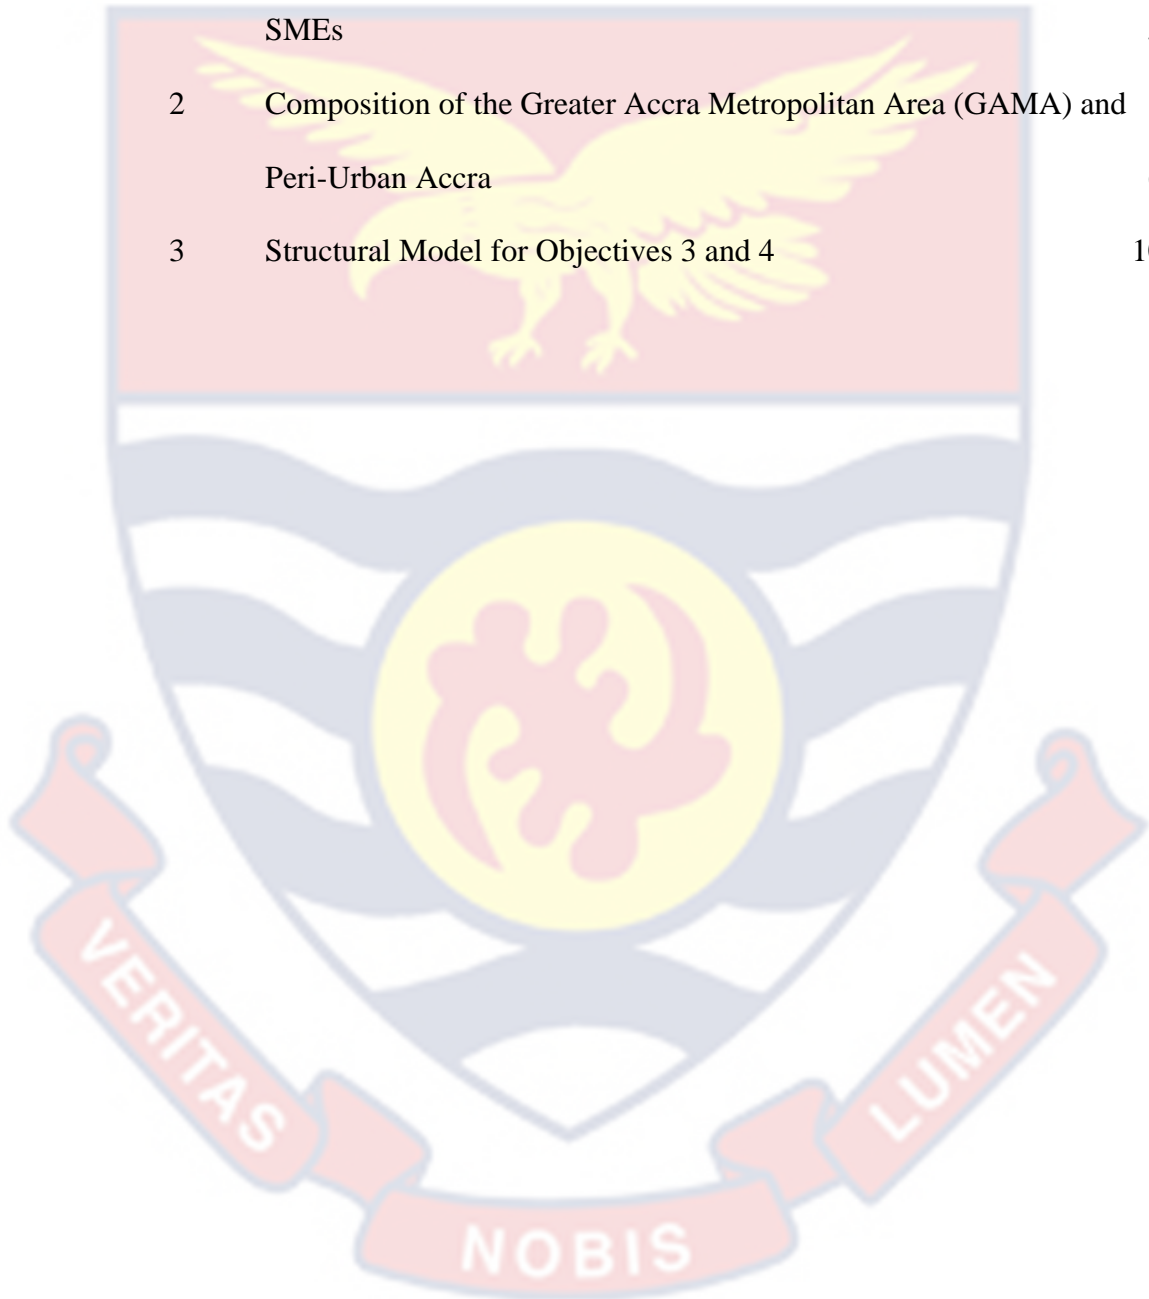 SMEs
2 Composition of the Greater Accra Metropolitan Area (GAMA) and
Peri-Urban Accra
3 Structural Model for Objectives 3 and 4
VERITAS
NOBIS
LUMEN